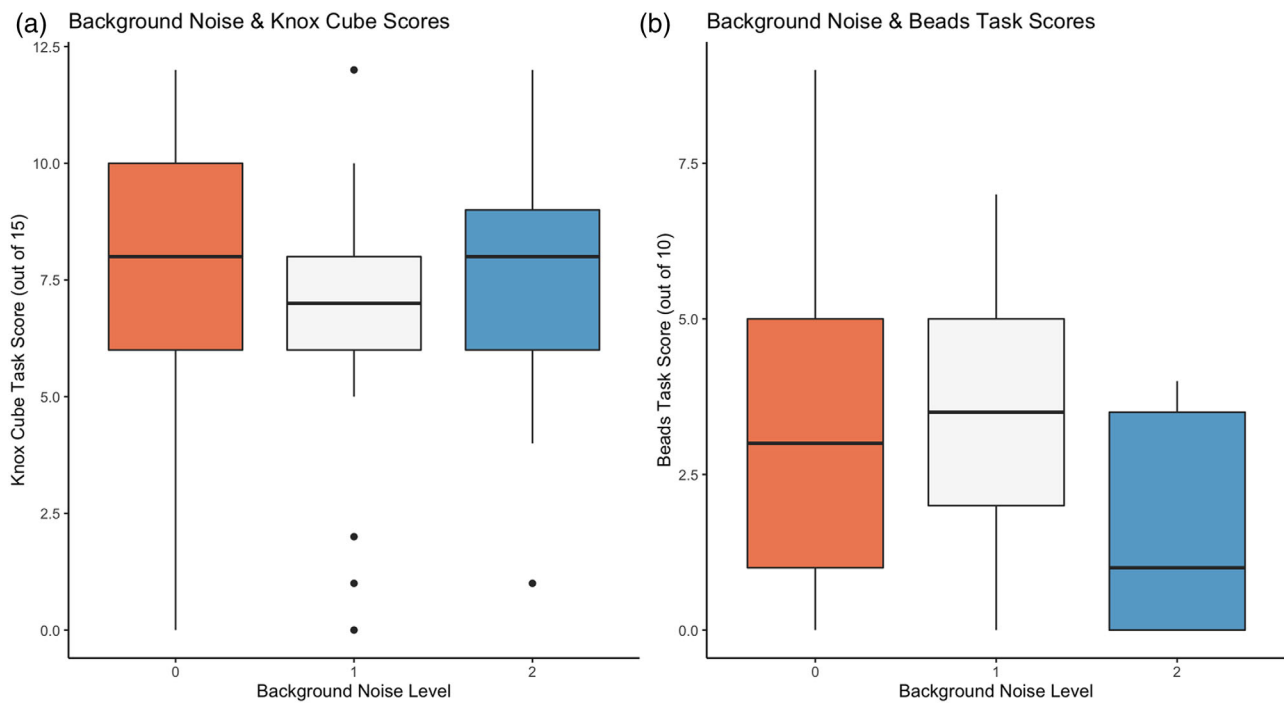 (a) Background Noise & Knox Cube Scores
12.5
10.0
7.5
5.0
2.5
0.0
Knox Cube Task Score (out of 15)
0 1 2
Background Noise Level
(b) Background Noise & Beads Task Scores
7.5
5.0
2.5
0.0
Beads Task Score (out of 10)
0 1 2
Background Noise Level